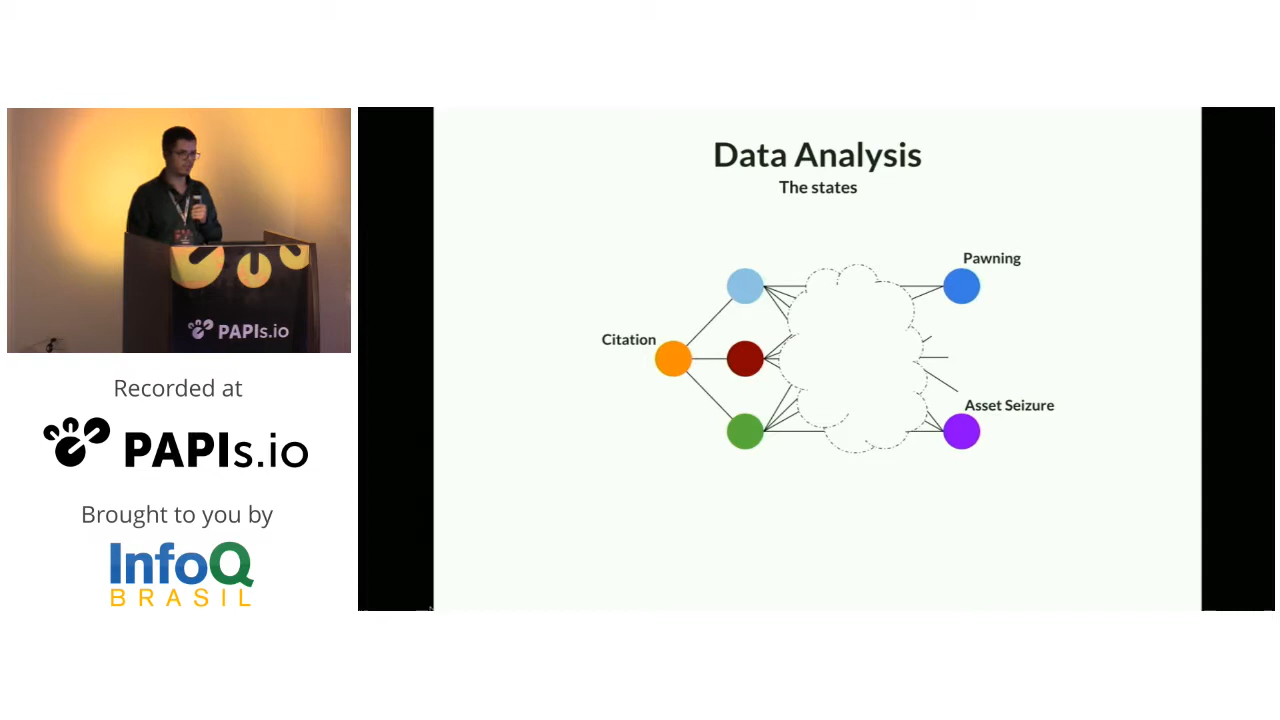 PAPIs.io
Recorded at
PAPIs.io
Brought to you by
InfoQ
BRASIL
Data Analysis
The states
Pawning
Citation
Asset Seizure